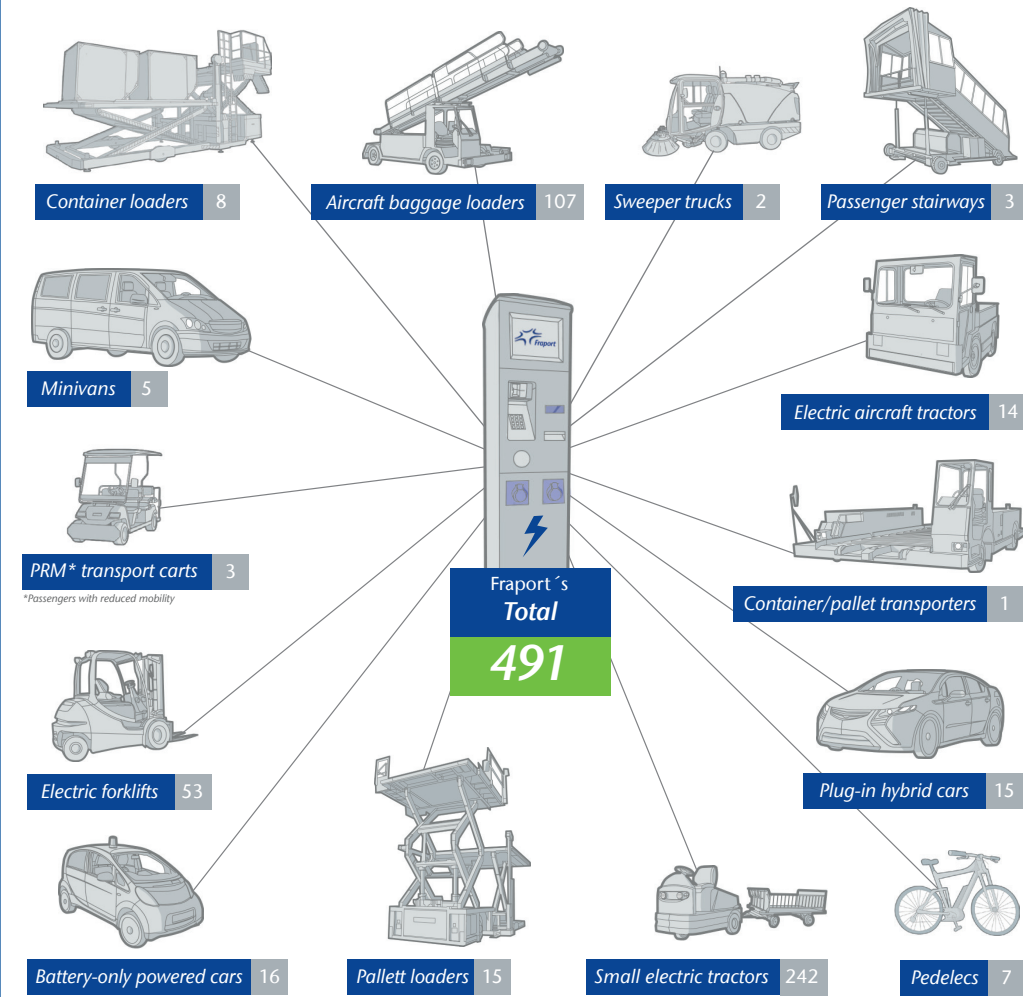 Container loaders 8
Aircraft baggage loaders 107
Sweeper trucks 2
Passenger stairways 3
Fraport
Minivans 5
Electric aircraft tractors 14
PRM* transport carts 3
*Passengers with reduced mobility
Fraport´s
Total
491
Container/pallet transporters 1
Electric forklifts 53
Plug-in hybrid cars 15
Battery-only powered cars 16
Pallett loaders 15
Small electric tractors 242
Pedelecs 7